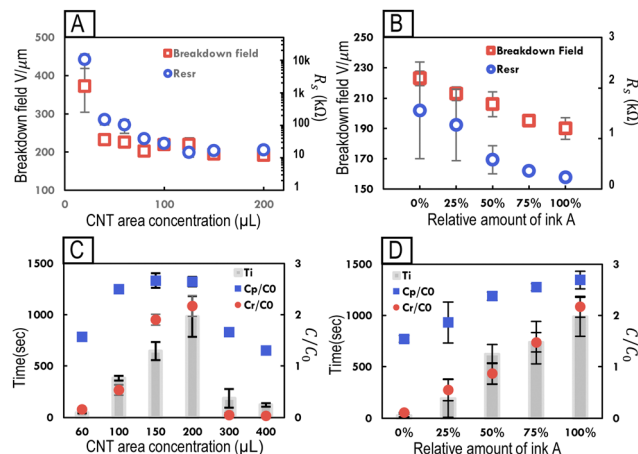 A
Breakdown field V/μm
500
400
300
200
100
Breakdown field
Resr
10k
1k
100
10
1
Rs (kΩ)
0
50
100
150
200
CNT area concentration (μL)
B
Breakdown field V/μm
250
230
210
190
170
150
Breakdown Field
Resr
3
2
1
0
Rs (kΩ)
0%
25%
50%
75%
100%
Relative amount of ink A
C
Time(sec)
1500
1000
500
0
Ti
Cp/C0
Cr/C0
3
2
1
0
C/C0
60
100
150
200
300
400
CNT area concentration (μL)
D
Time(sec)
1500
1000
500
0
Ti
Cp/C0
Cr/C0
3
2
1
0
C/C0
0%
25%
50%
75%
100%
Relative amount of ink A